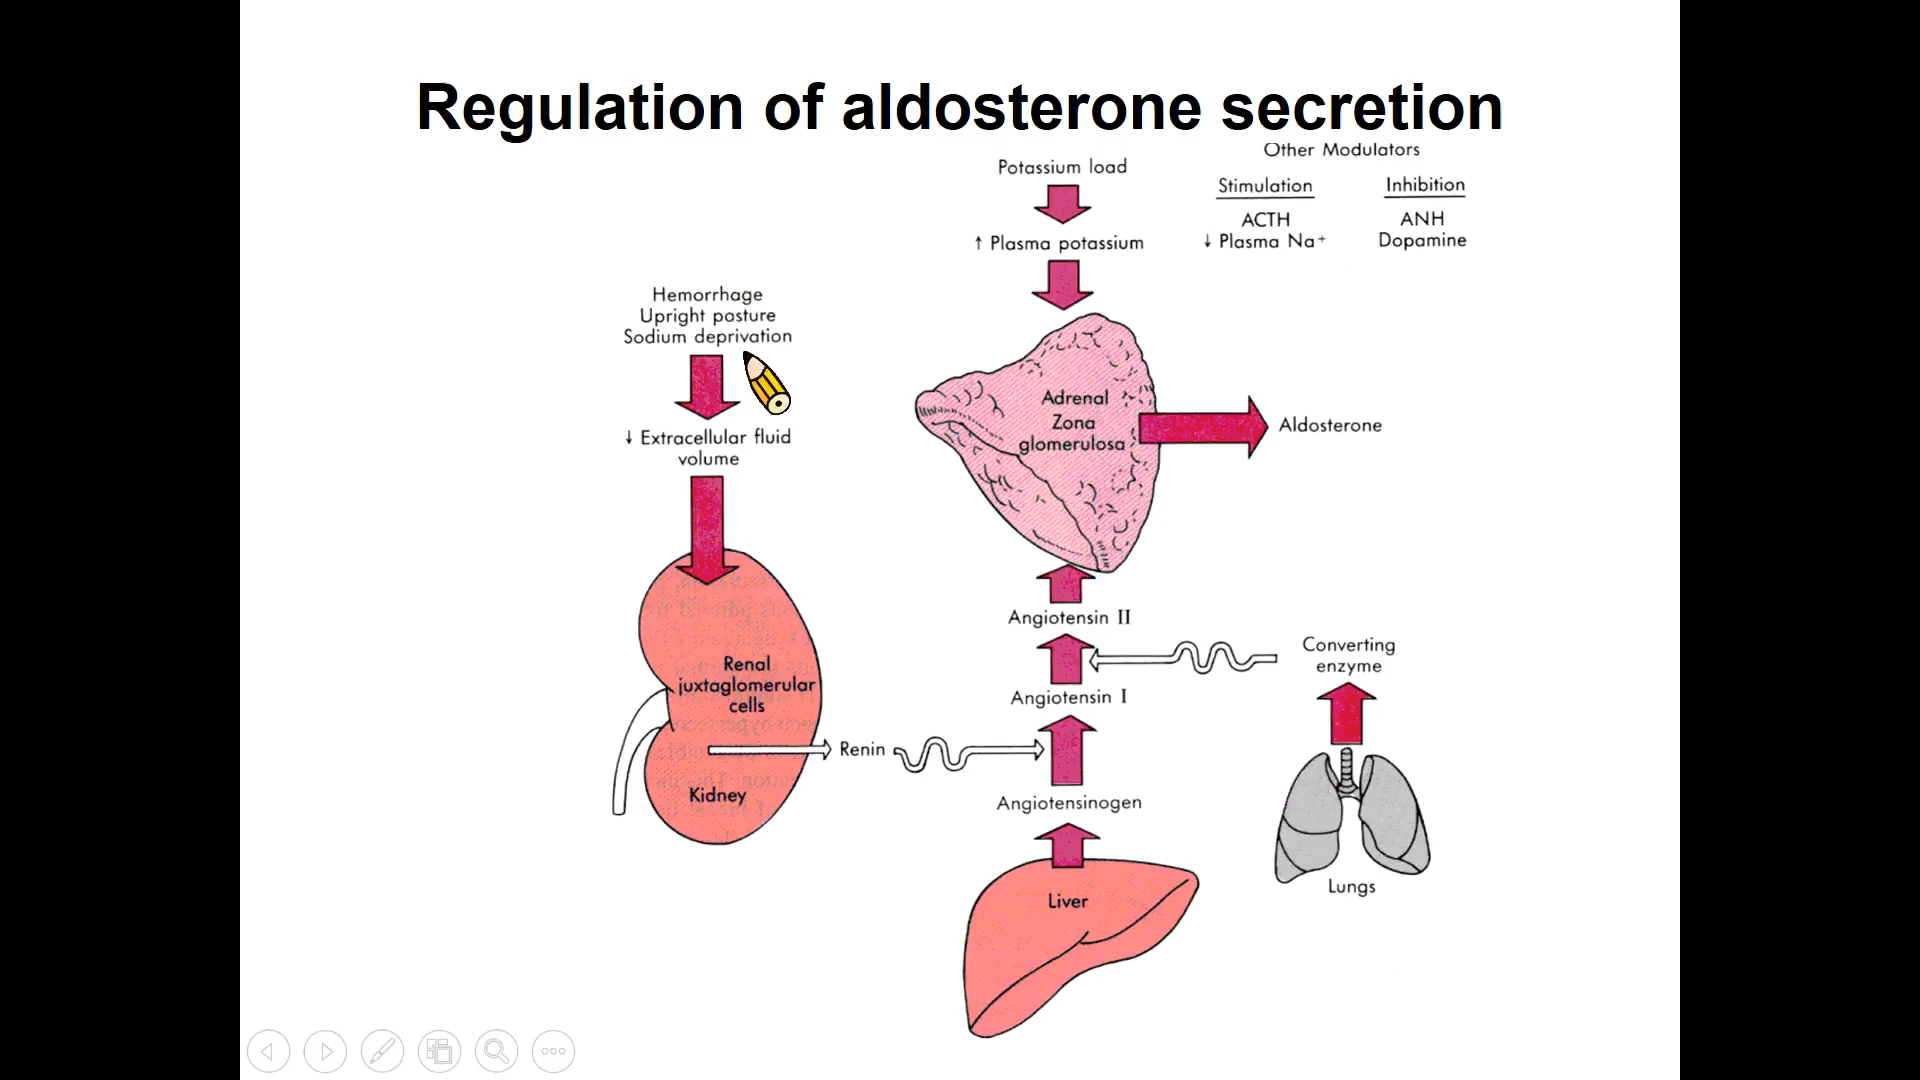 Regulation of aldosterone secretion
Other Modulators
Potassium load
Stimulation
Inhibition
ACTH
ANH
↓ Plasma Na⁺
Dopamine
↑ Plasma potassium
Hemorrhage
Upright posture
Sodium deprivation
↓ Extracellular fluid
volume
Adrenal
Zona
glomerulosa
Aldosterone
Angiotensin II
Converting
enzyme
Angiotensin I
Renal
juxtaglomerular
cells
Renin
Kidney
Angiotensinogen
Liver
Lungs